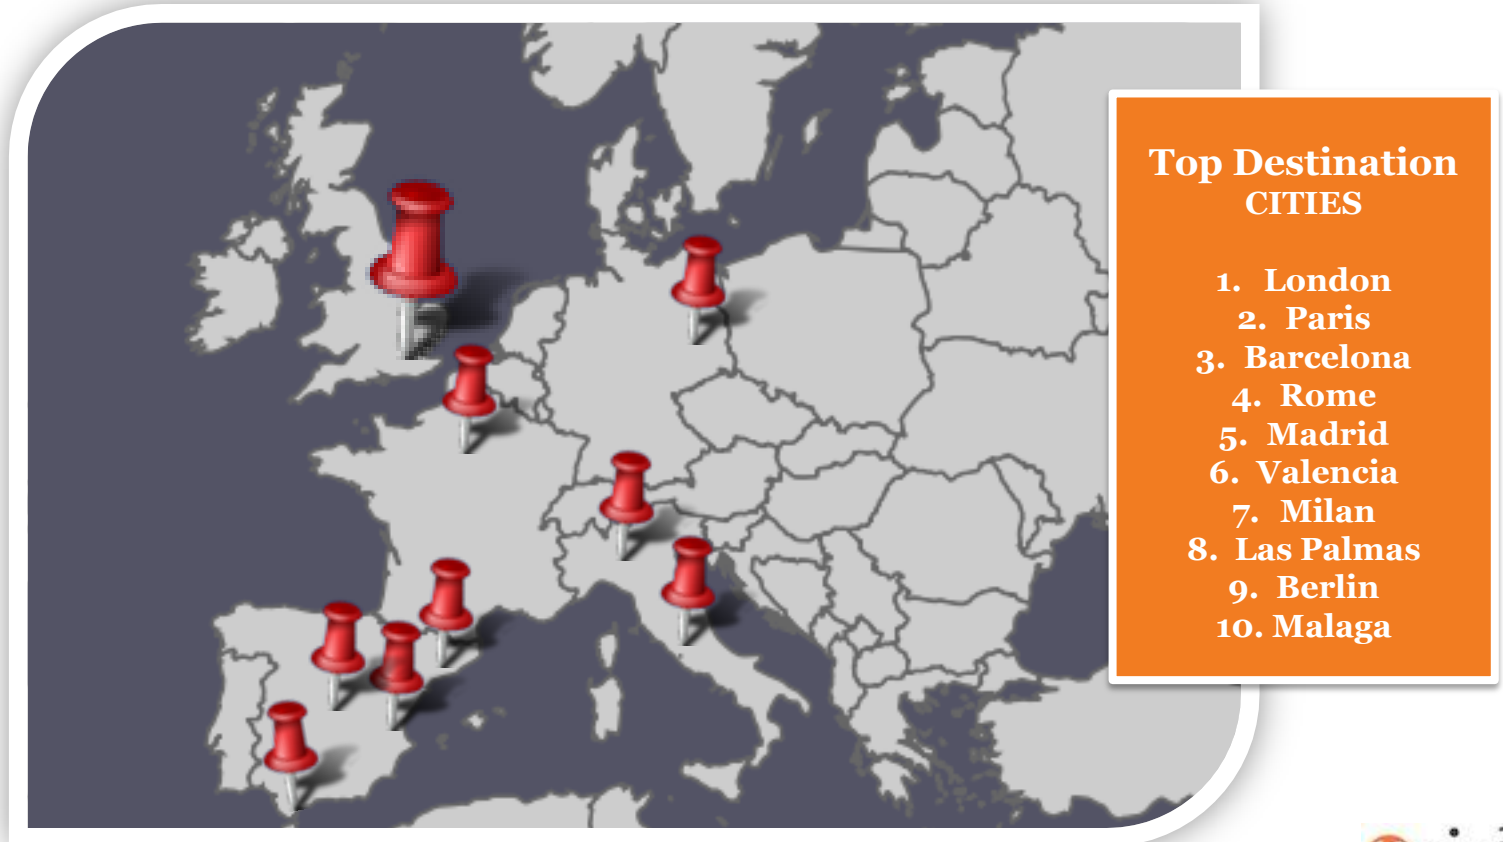 Top Destination
CITIES
1. London
2. Paris
3. Barcelona
4. Rome
5. Madrid
6. Valencia
7. Milan
8. Las Palmas
9. Berlin
10. Malaga